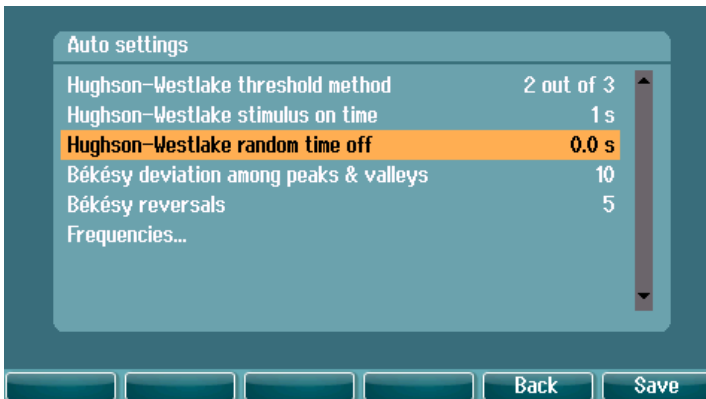 Auto settings
Hughson-Westlake threshold method 2 out of 3
Hughson-Westlake stimulus on time 1 s
Hughson-Westlake random time off 0.0 s
Békésy deviation among peaks & valleys 10
Békésy reversals 5
Frequencies...
Back Save